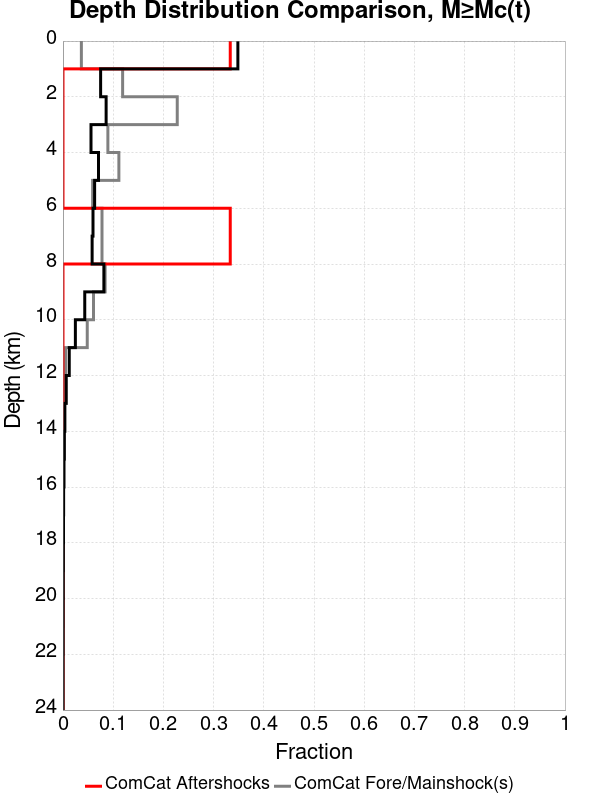 Depth Distribution Comparison, M≥Mc(t)
0
2
4
6
8
10
12
14
16
18
20
22
24
Depth (km)
0 0.1 0.2 0.3 0.4 0.5 0.6 0.7 0.8 0.9 1
Fraction
ComCat Aftershocks ComCat Fore/Mainshock(s)